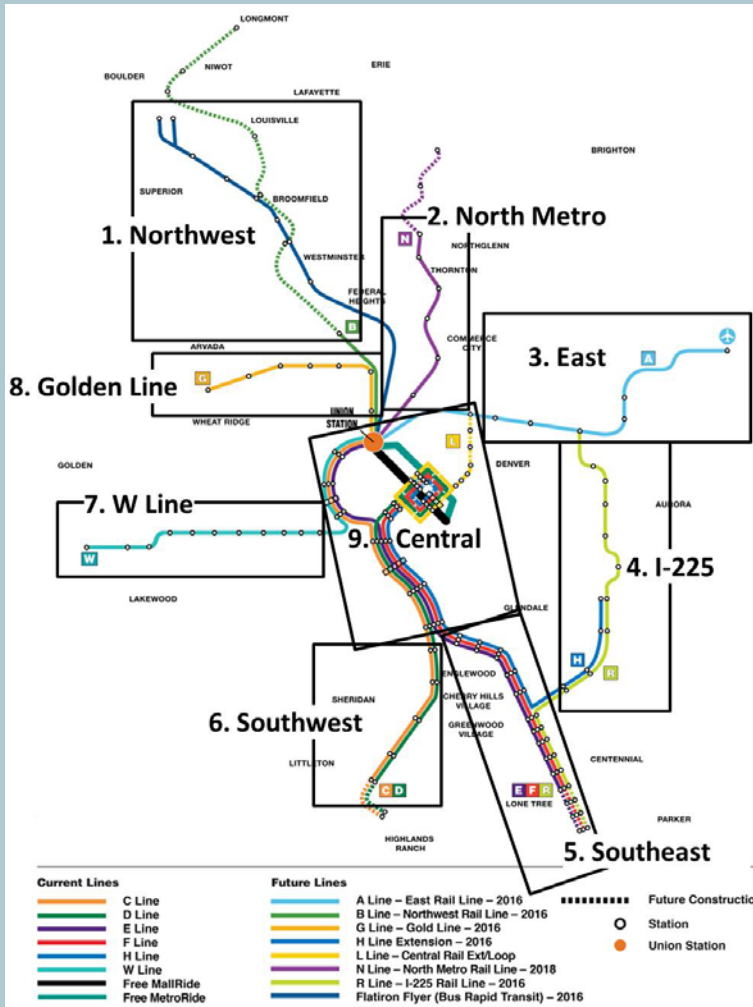 LONGMONT
NIWOT
ERIE
BOULDER
LAFAYETTE
LOUISVILLE
BRIGHTON
SUPERIOR
BROOMFIELD
2. North Metro
1. Northwest
N
NORTHGLENN
WESTMINSTER
THORNTON
FEDERAL
HEIGHTS
B
COMMERCE
CITY
3. East
A
ARVADA
8. Golden Line
G
WHEAT RIDGE
UNION
STATION
L
GOLDEN
DENVER
7. W Line
AURORA
9. Central
W
4. I-225
LAKEWOOD
GLENDALE
H
R
ENGLEWOOD
SHERIDAN
CHERRY HILLS
VILLAGE
6. Southwest
GREENWOOD
VILLAGE
LITTLETON
CENTENNIAL
C D
E F R
LONE TREE
PARKER
HIGHLANDS
RANCH
5. Southeast
Current Lines
C Line
D Line
E Line
F Line
H Line
W Line
Free MallRide
Free MetroRide
Future Lines
A Line – East Rail Line – 2016
B Line – Northwest Rail Line – 2016
G Line – Gold Line – 2016
H Line Extension – 2016
L Line – Central Rail Ext/Loop
N Line – North Metro Rail Line – 2018
R Line – I-225 Rail Line – 2016
Flatiron Flyer (Bus Rapid Transit) – 2016
Future Constructio
Station
Union Station